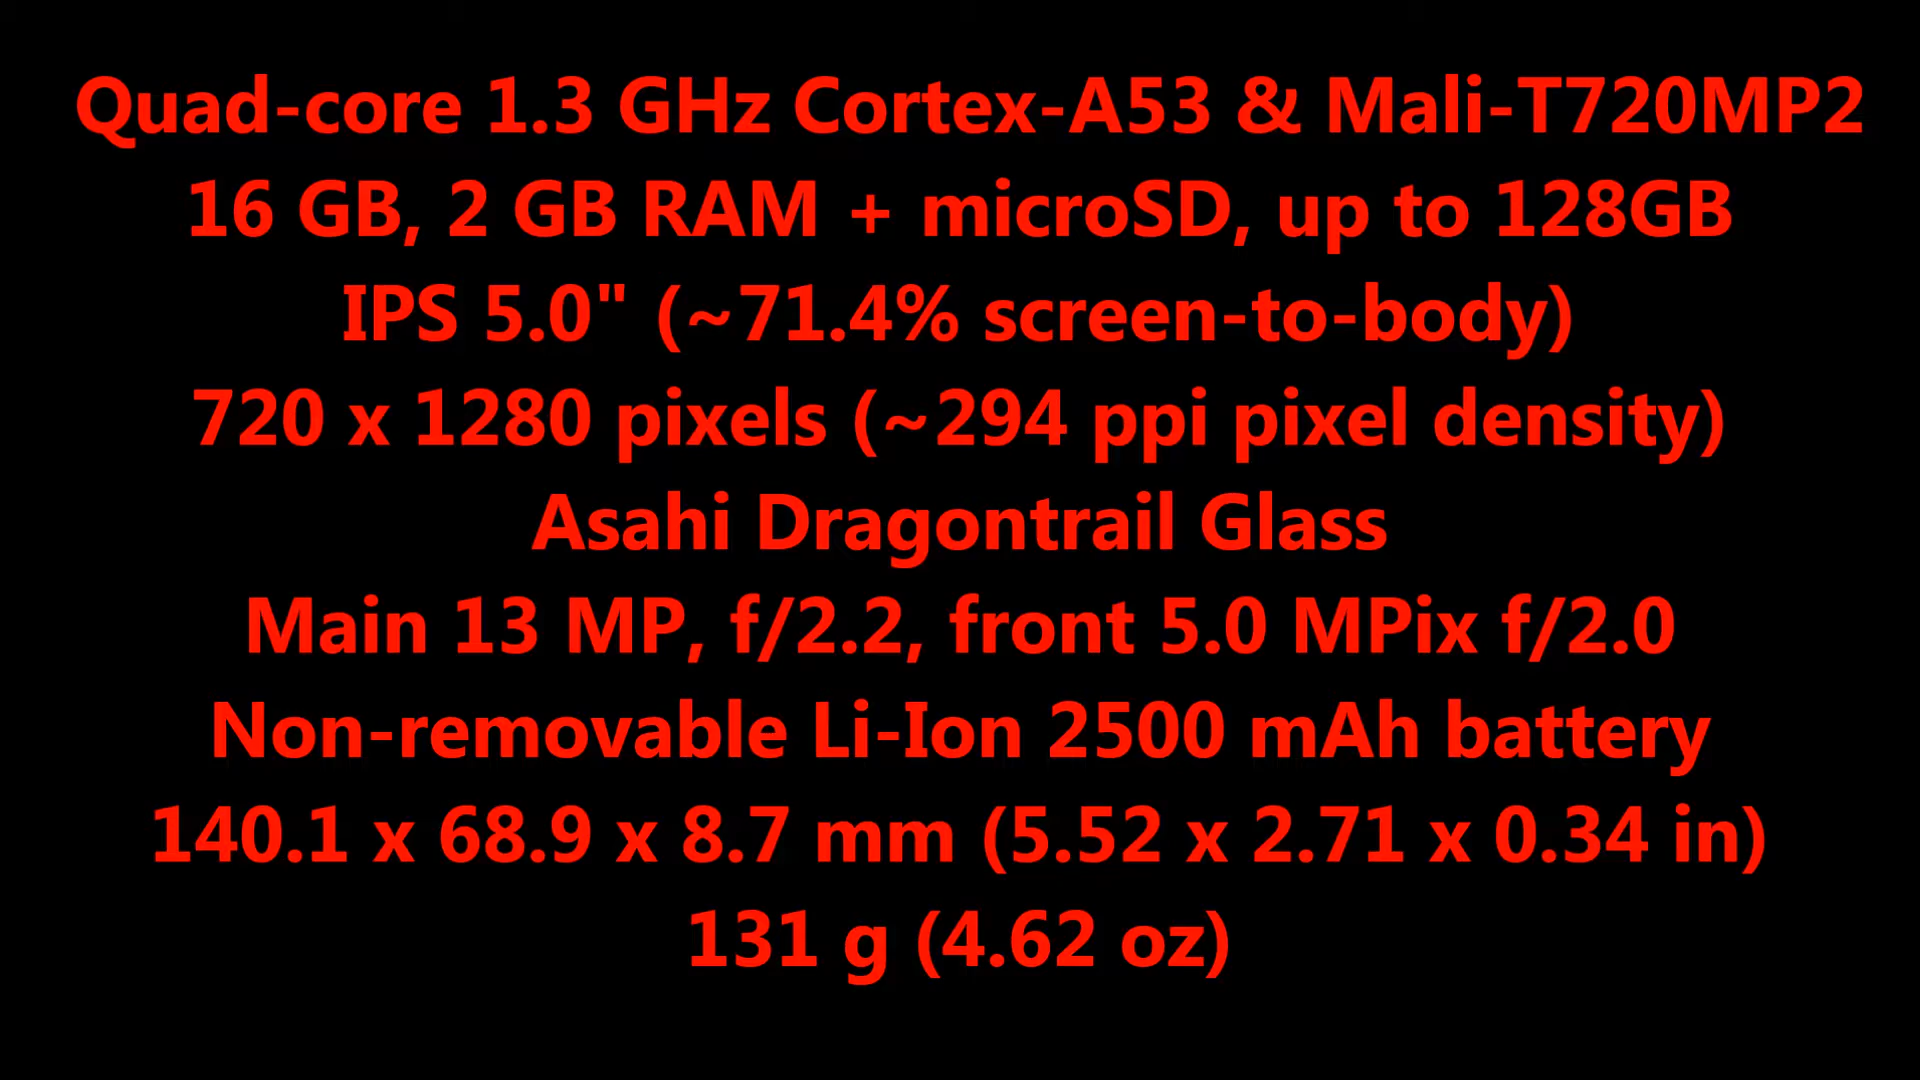 Quad-core 1.3 GHz Cortex-A53 & Mali-T720MP2
16 GB, 2 GB RAM + microSD, up to 128GB
IPS 5.0" (~71.4% screen-to-body)
720 x 1280 pixels (~294 ppi pixel density)
Asahi Dragontrail Glass
Main 13 MP, f/2.2, front 5.0 MPix f/2.0
Non-removable Li-Ion 2500 mAh battery
140.1 x 68.9 x 8.7 mm (5.52 x 2.71 x 0.34 in)
131 g (4.62 oz)